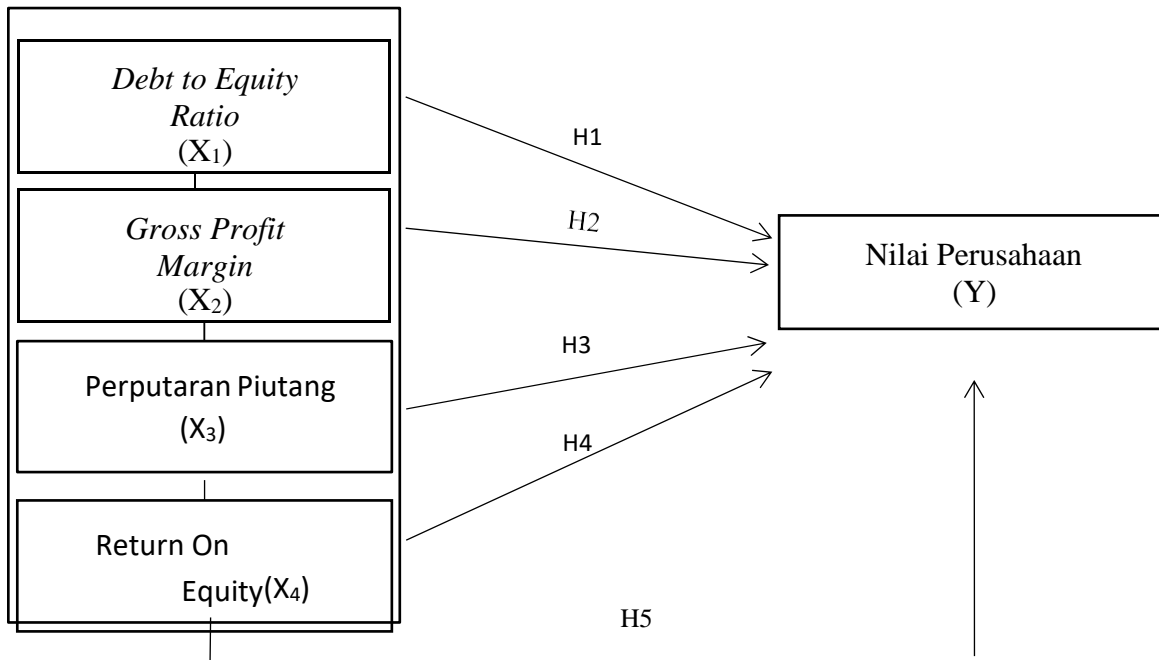 Debt to Equity
Ratio
(X₁)
H1
Gross Profit
Margin
(X₂)
H2
Nilai Perusahaan
(Y)
Perputaran Piutang
(X₃)
H3
H4
Return On
Equity(X₄)
H5